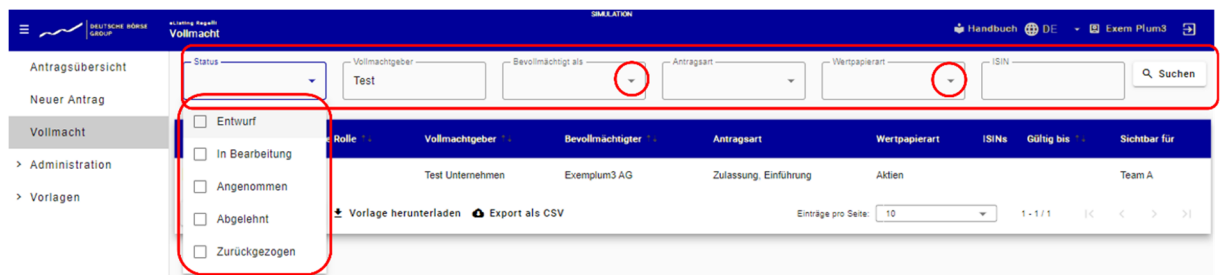 SIMULATION
DEUTSCHE BÖRSE
GROUP
eListing RegelM
Vollmacht
Handbuch DE Exem Plum3
Antragsübersicht
Neuer Antrag
Vollmacht
Administration
Vorlagen
Status Vollmachtgeber Bevollmächtigt als Antragsart Wertpapierart ISIN
Test
Suchen
Entwurf
In Bearbeitung
Angenommen
Abgelehnt
Zurückgezogen
Rolle Vollmachtgeber Bevollmächtigter Antragsart Wertpapierart ISINs Gültig bis Sichtbar für
Test Unternehmen Exemplum3 AG Zulassung, Einführung Aktien Team A
Vorlage herunterladen Export als CSV Einträge pro Seite: 10 1 - 1 / 1